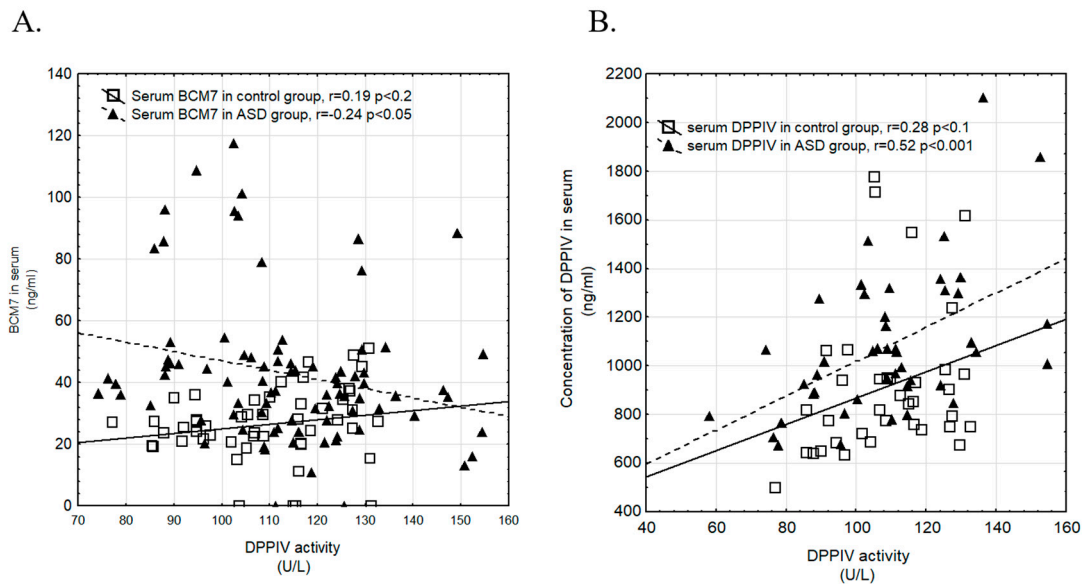 A.
B.
140
120
100
80
60
40
20
0
BCM7 in serum
(ng/ml)
Serum BCM7 in control group, r=0.19 p<0.2
Serum BCM7 in ASD group, r=-0.24 p<0.05
70 80 90 100 110 120 130 140 150 160
DPPIV activity
(U/L)
2200
2000
1800
1600
1400
1200
1000
800
600
400
Concentration of DPPIV in serum
(ng/ml)
serum DPPIV in control group, r=0.28 p<0.1
serum DPPIV in ASD group, r=0.52 p<0.001
40 60 80 100 120 140 160
DPPIV activity
(U/L)